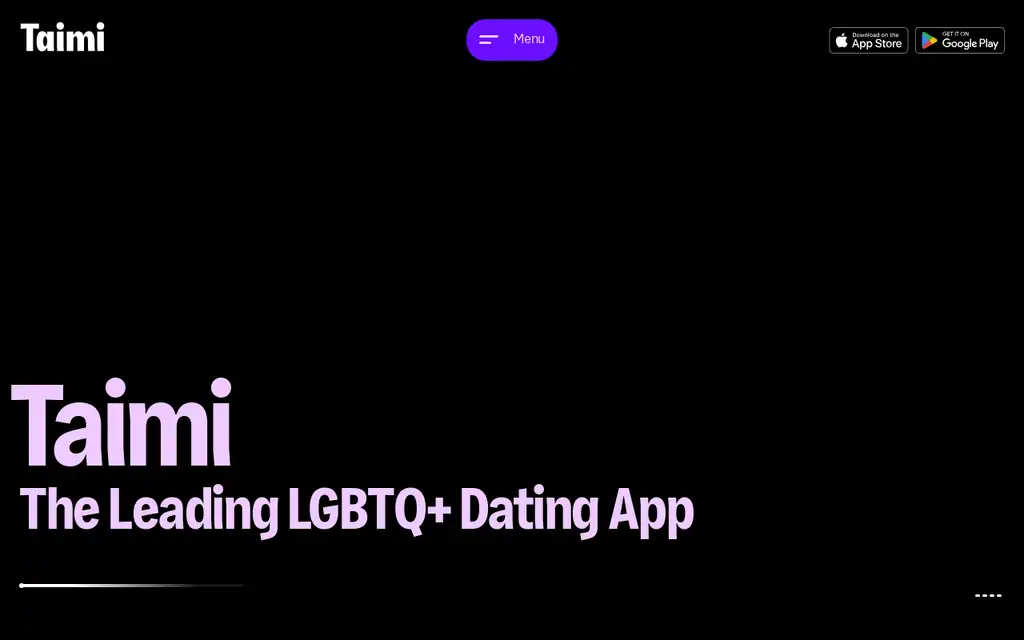 Taimi
Menu
Download on the
App Store
GET IT ON
Google Play
Taimi
The Leading LGBTQ+ Dating App